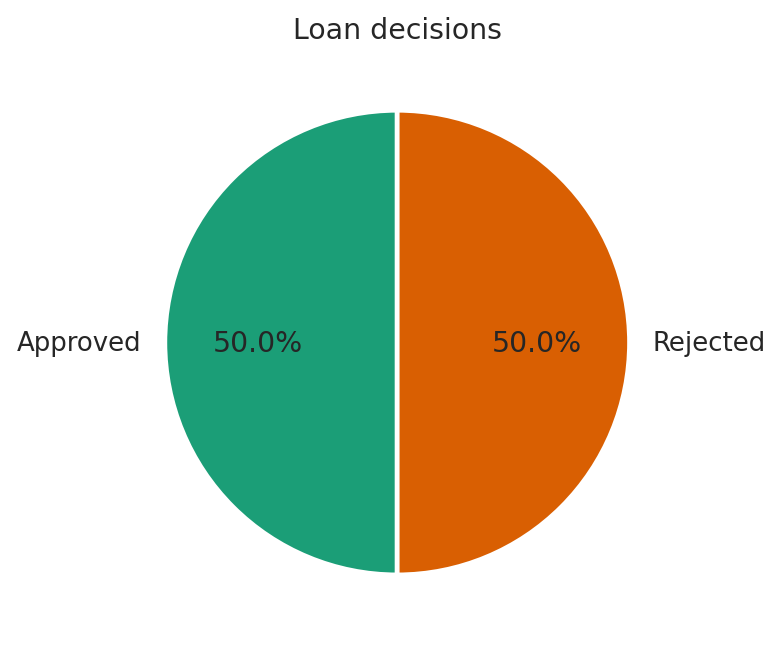 Loan decisions
Approved
50.0%
50.0%
Rejected